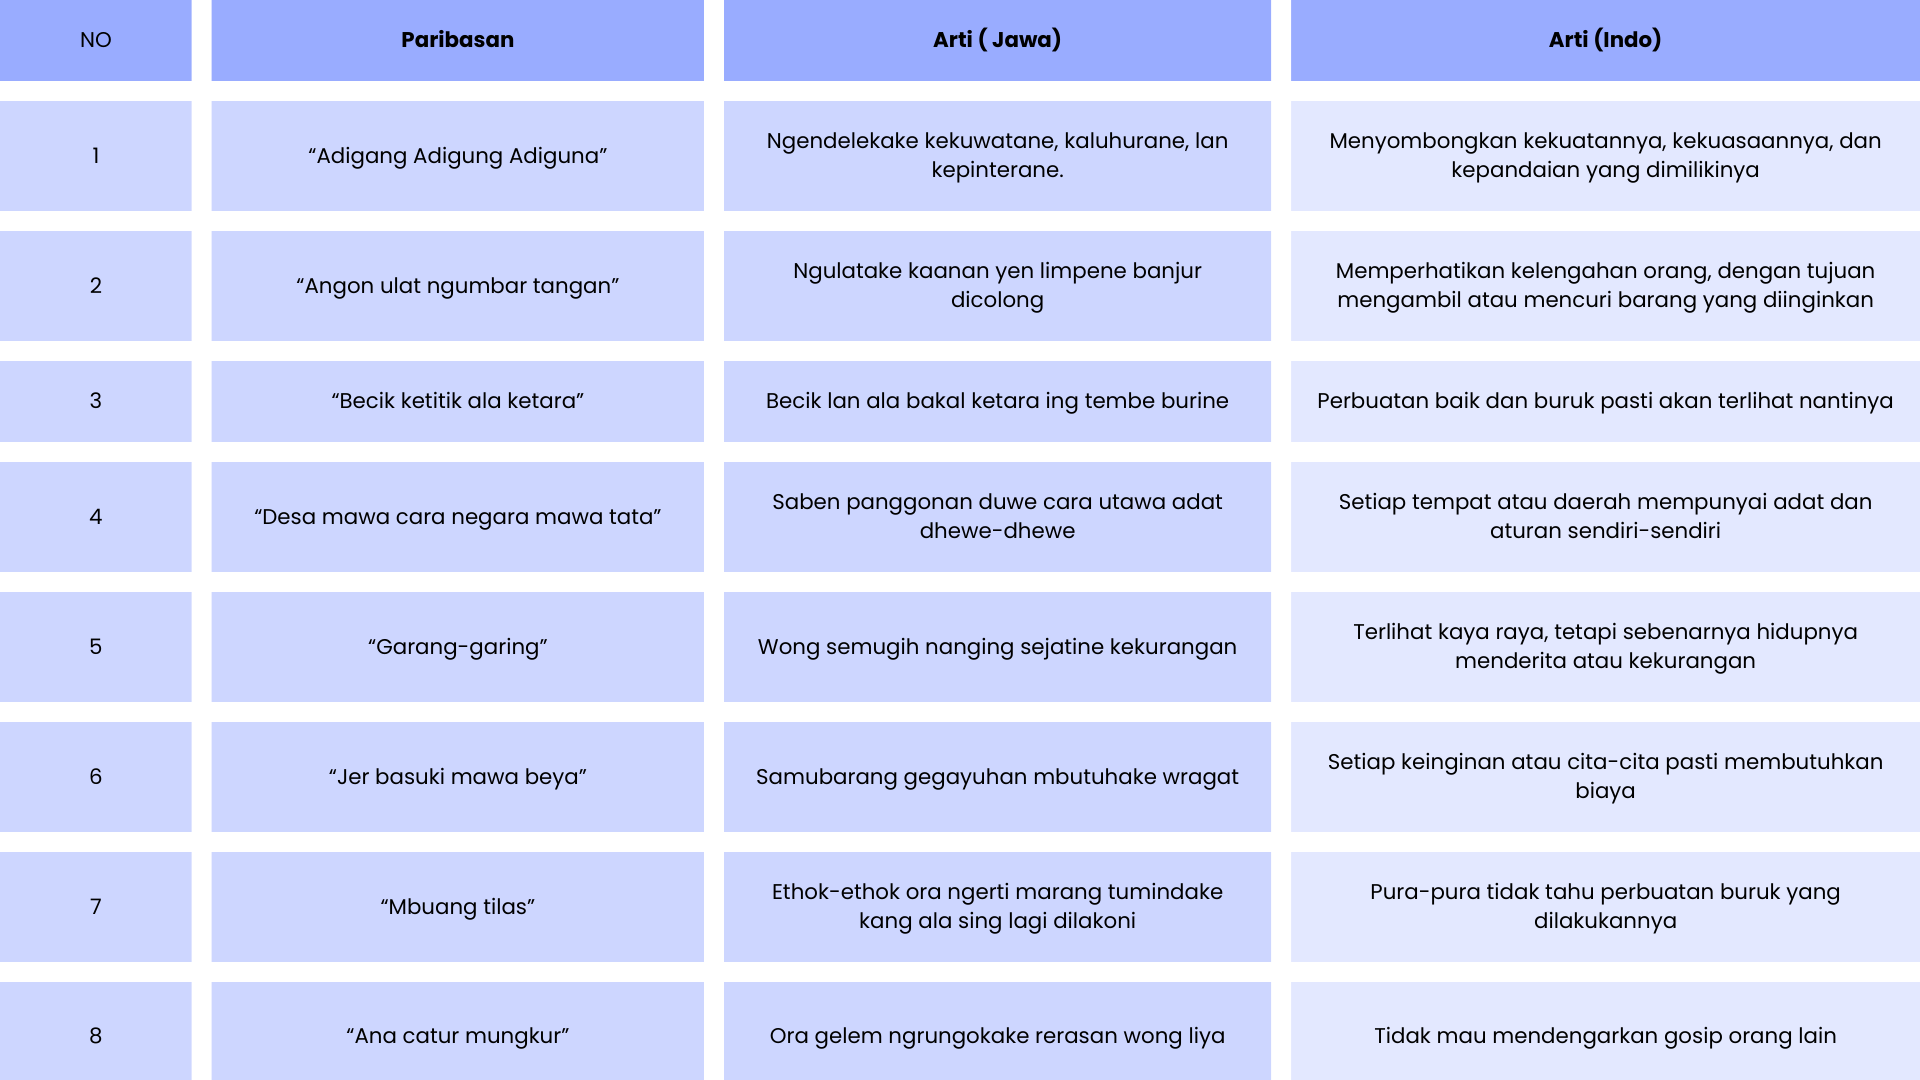 NO
Paribasan
Arti ( Jawa)
Arti (Indo)
1
“Adigang Adigung Adiguna”
Ngendelekake kekuwatane, kaluhurane, lan
kepinterane.
Menyombongkan kekuatannya, kekuasaannya, dan
kepandaian yang dimilikinya
2
“Angon ulat ngumbar tangan”
Ngulatake kaanan yen limpene banjur
dicolong
Memperhatikan kelengahan orang, dengan tujuan
mengambil atau mencuri barang yang diinginkan
3
“Becik ketitik ala ketara”
Becik lan ala bakal ketara ing tembe burine
Perbuatan baik dan buruk pasti akan terlihat nantinya
4
“Desa mawa cara negara mawa tata”
Saben panggonan duwe cara utawa adat
dhewe-dhewe
Setiap tempat atau daerah mempunyai adat dan
aturan sendiri-sendiri
5
“Garang-garing”
Wong semugih nanging sejatine kekurangan
Terlihat kaya raya, tetapi sebenarnya hidupnya
menderita atau kekurangan
6
“Jer basuki mawa beya”
Samubarang gegayuhan mbutuhake wragat
Setiap keinginan atau cita-cita pasti membutuhkan
biaya
7
“Mbuang tilas”
Ethok-ethok ora ngerti marang tumindake
kang ala sing lagi dilakoni
Pura-pura tidak tahu perbuatan buruk yang
dilakukannya
8
“Ana catur mungkur”
Ora gelem ngrungokake rerasan wong liya
Tidak mau mendengarkan gosip orang lain